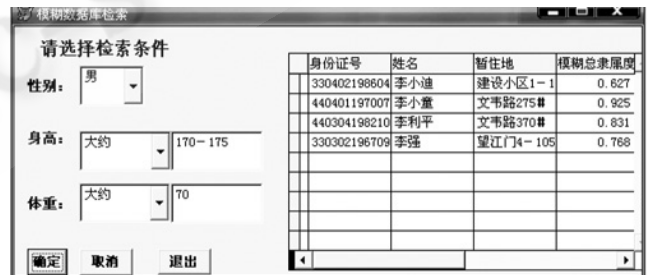 模糊数据库检索
请选择检索条件
性别： 男
身高： 大约 170-175
体重： 大约 70
确定 取消 退出
身份证号 姓名 暂住地 模糊总隶属度
330402198604 李小迪 建设小区1-1 0.627
440401197007 李小童 文韦路275# 0.925
440304198210 李利平 文韦路370# 0.831
330302196709 李强 望江门4-105 0.768